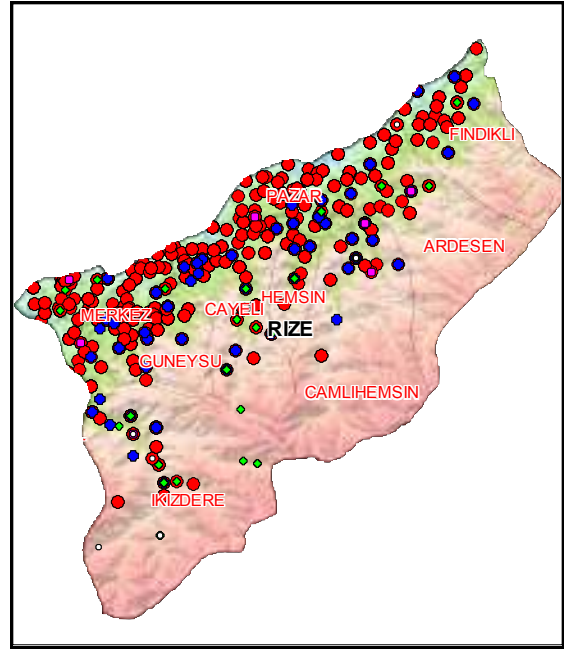 FINDIKLI
PAZAR
ARDESEN
HEMSIN
CAYELI
MERKEZ
RIZE
GUNEYSU
CAMLIHEMSIN
IKIZDERE